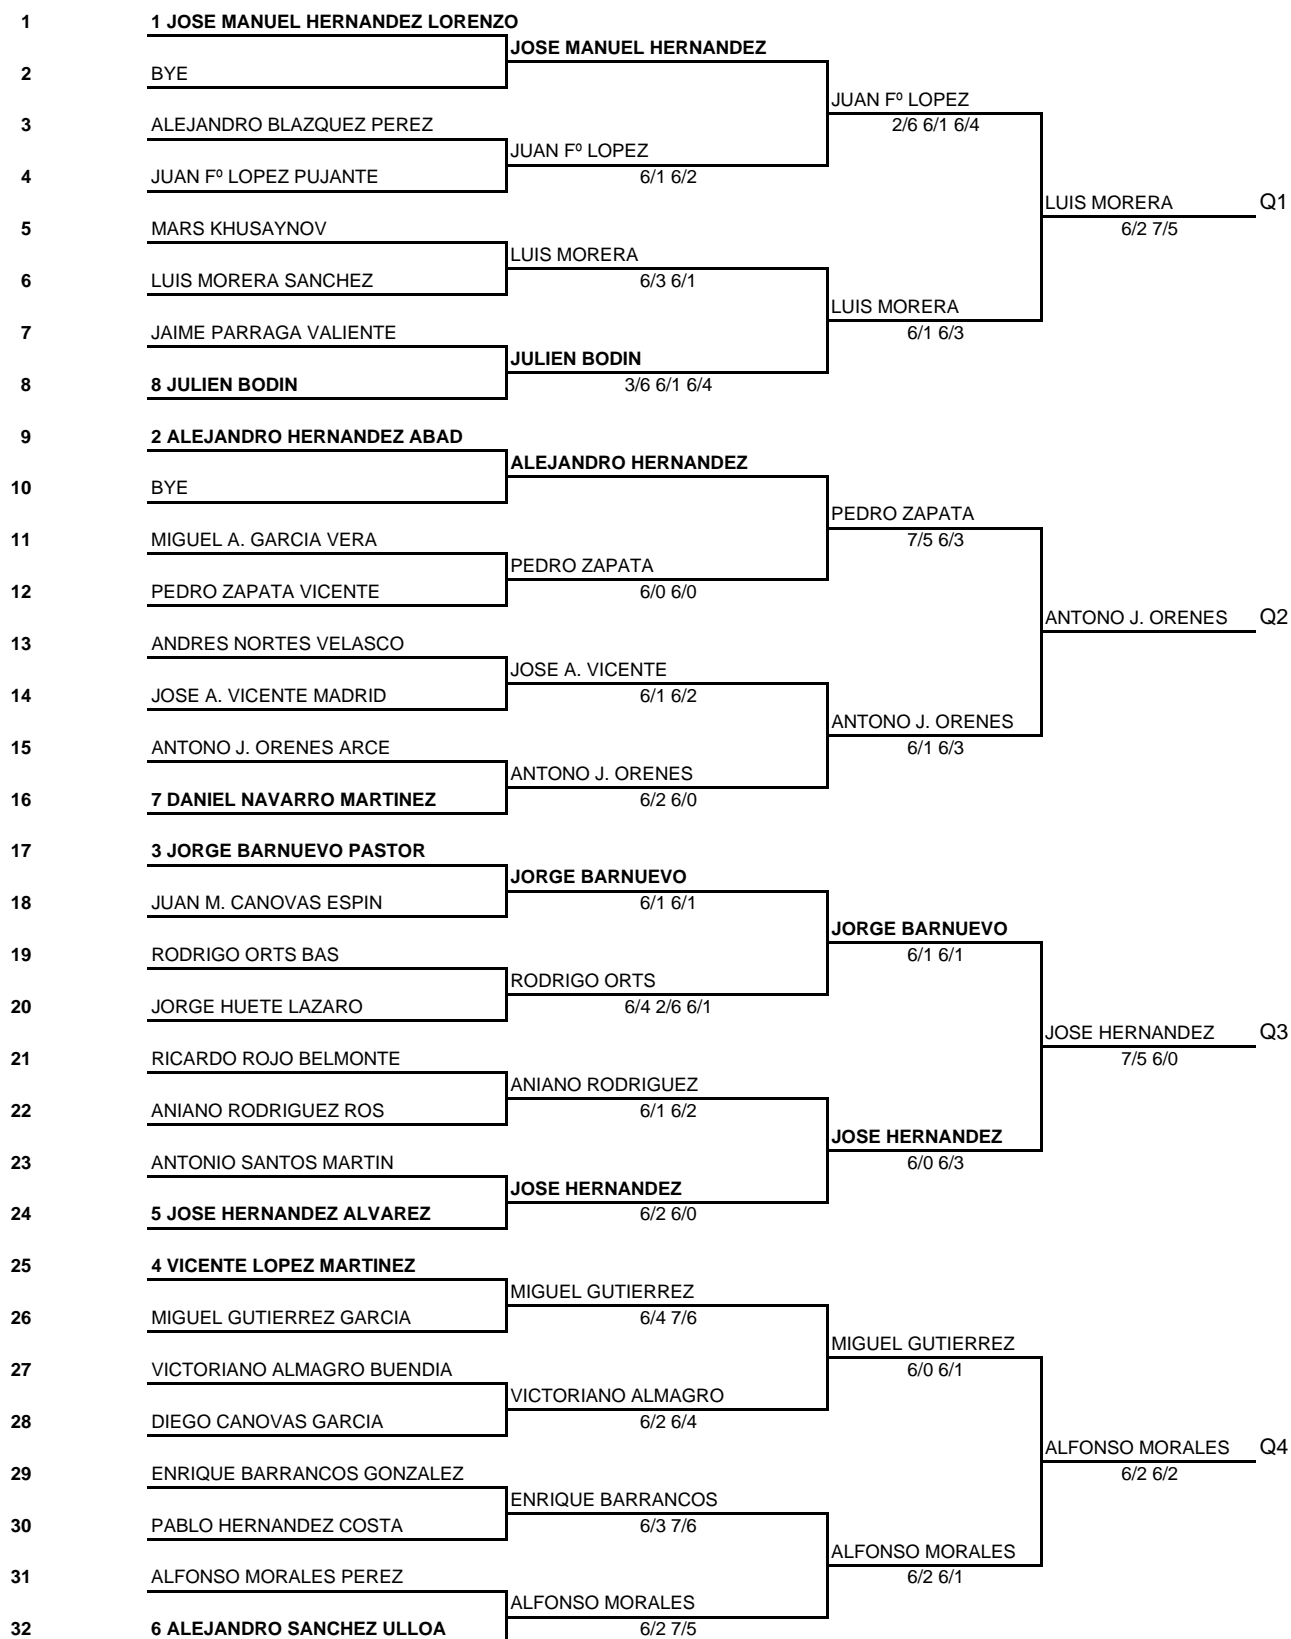 1 1 JOSE MANUEL HERNANDEZ LORENZO
JOSE MANUEL HERNANDEZ
2 BYE
JUAN Fº LOPEZ
3 ALEJANDRO BLAZQUEZ PEREZ 2/6 6/1 6/4
JUAN Fº LOPEZ
4 JUAN Fº LOPEZ PUJANTE 6/1 6/2
LUIS MORERA Q1
5 MARS KHUSAYNOV 6/2 7/5
LUIS MORERA
6 LUIS MORERA SANCHEZ 6/3 6/1
LUIS MORERA
7 JAIME PARRAGA VALIENTE 6/1 6/3
JULIEN BODIN
8 8 JULIEN BODIN 3/6 6/1 6/4
9 2 ALEJANDRO HERNANDEZ ABAD
ALEJANDRO HERNANDEZ
10 BYE
PEDRO ZAPATA
11 MIGUEL A. GARCIA VERA 7/5 6/3
PEDRO ZAPATA
12 PEDRO ZAPATA VICENTE 6/0 6/0
ANTONO J. ORENES Q2
13 ANDRES NORTES VELASCO
JOSE A. VICENTE
14 JOSE A. VICENTE MADRID 6/1 6/2
ANTONO J. ORENES
15 ANTONO J. ORENES ARCE 6/1 6/3
ANTONO J. ORENES
16 7 DANIEL NAVARRO MARTINEZ 6/2 6/0
17 3 JORGE BARNUEVO PASTOR
JORGE BARNUEVO
18 JUAN M. CANOVAS ESPIN 6/1 6/1
JORGE BARNUEVO
19 RODRIGO ORTS BAS 6/1 6/1
RODRIGO ORTS
20 JORGE HUETE LAZARO 6/4 2/6 6/1
JOSE HERNANDEZ Q3
21 RICARDO ROJO BELMONTE 7/5 6/0
ANIANO RODRIGUEZ
22 ANIANO RODRIGUEZ ROS 6/1 6/2
JOSE HERNANDEZ
23 ANTONIO SANTOS MARTIN 6/0 6/3
JOSE HERNANDEZ
24 5 JOSE HERNANDEZ ALVAREZ 6/2 6/0
25 4 VICENTE LOPEZ MARTINEZ
MIGUEL GUTIERREZ
26 MIGUEL GUTIERREZ GARCIA 6/4 7/6
MIGUEL GUTIERREZ
27 VICTORIANO ALMAGRO BUENDIA 6/0 6/1
VICTORIANO ALMAGRO
28 DIEGO CANOVAS GARCIA 6/2 6/4
ALFONSO MORALES Q4
29 ENRIQUE BARRANCOS GONZALEZ 6/2 6/2
ENRIQUE BARRANCOS
30 PABLO HERNANDEZ COSTA 6/3 7/6
ALFONSO MORALES
31 ALFONSO MORALES PEREZ 6/2 6/1
ALFONSO MORALES
32 6 ALEJANDRO SANCHEZ ULLOA 6/2 7/5